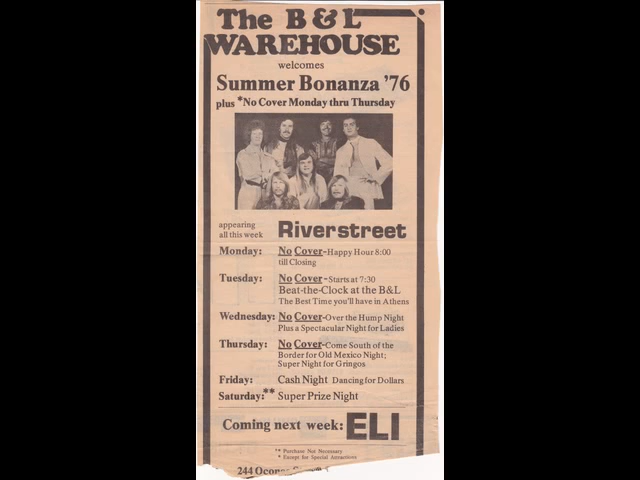 The B & L
WAREHOUSE
welcomes
Summer Bonanza '76
plus *No Cover Monday thru Thursday
appearing
all this week
Riverstreet
Monday: No Cover-Happy Hour 8:00
till Closing
Tuesday: No Cover-Starts at 7:30
Beat-the-Clock at the B&L
The Best Time you'll have in Athens
Wednesday: No Cover-Over the Hump Night
Plus a Spectacular Night for Ladies
Thursday: No Cover-Come South of the
Border for Old Mexico Night;
Super Night for Gringos
Friday: Cash Night Dancing for Dollars
Saturday:** Super Prize Night
Coming next week: ELI
** Purchase Not Necessary
* Except for Special Attractions
244